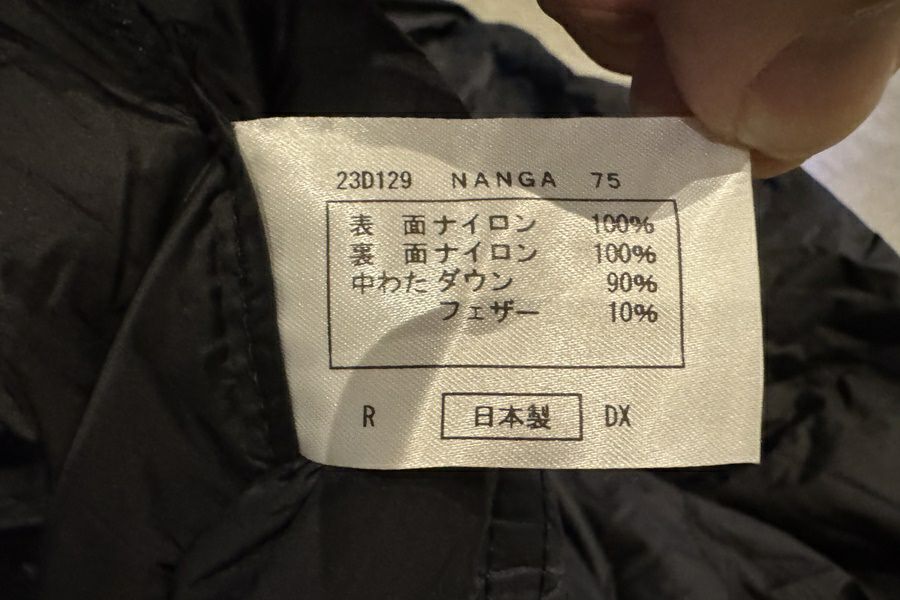 23D129 NANGA 75
表 面 ナイロン 100%
裏 面 ナイロン 100%
中わた ダウン 90%
フェザー 10%
R 日本製 DX